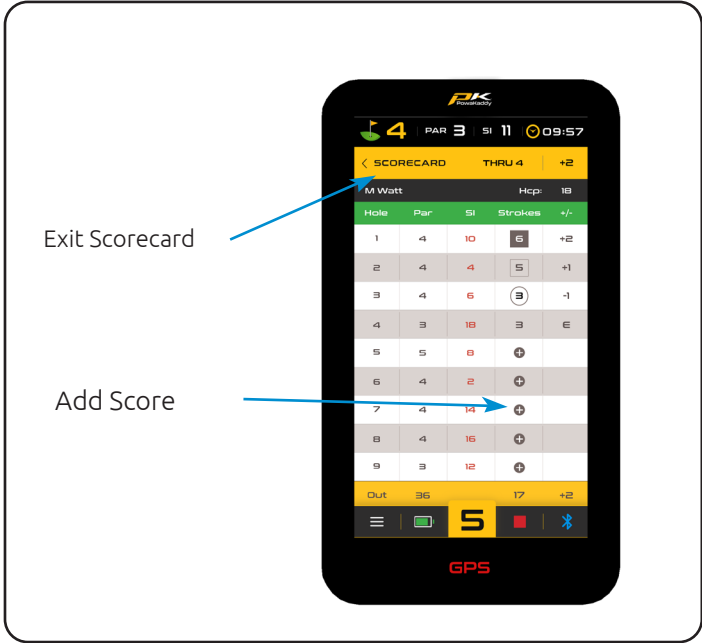 PK
PowaKaddy
4 PAR 3 SI 11 09:57
< SCORECARD THRU 4 +2
M Watt Hcp: 18
Hole Par SI Strokes +/-
1 4 10 6 +2
2 4 4 5 +1
3 4 6 3 -1
4 3 18 3 E
5 5 8 +
6 4 2 +
7 4 14 +
8 4 16 +
9 3 12 +
Out 36 17 +2
5
GPS
Exit Scorecard
Add Score